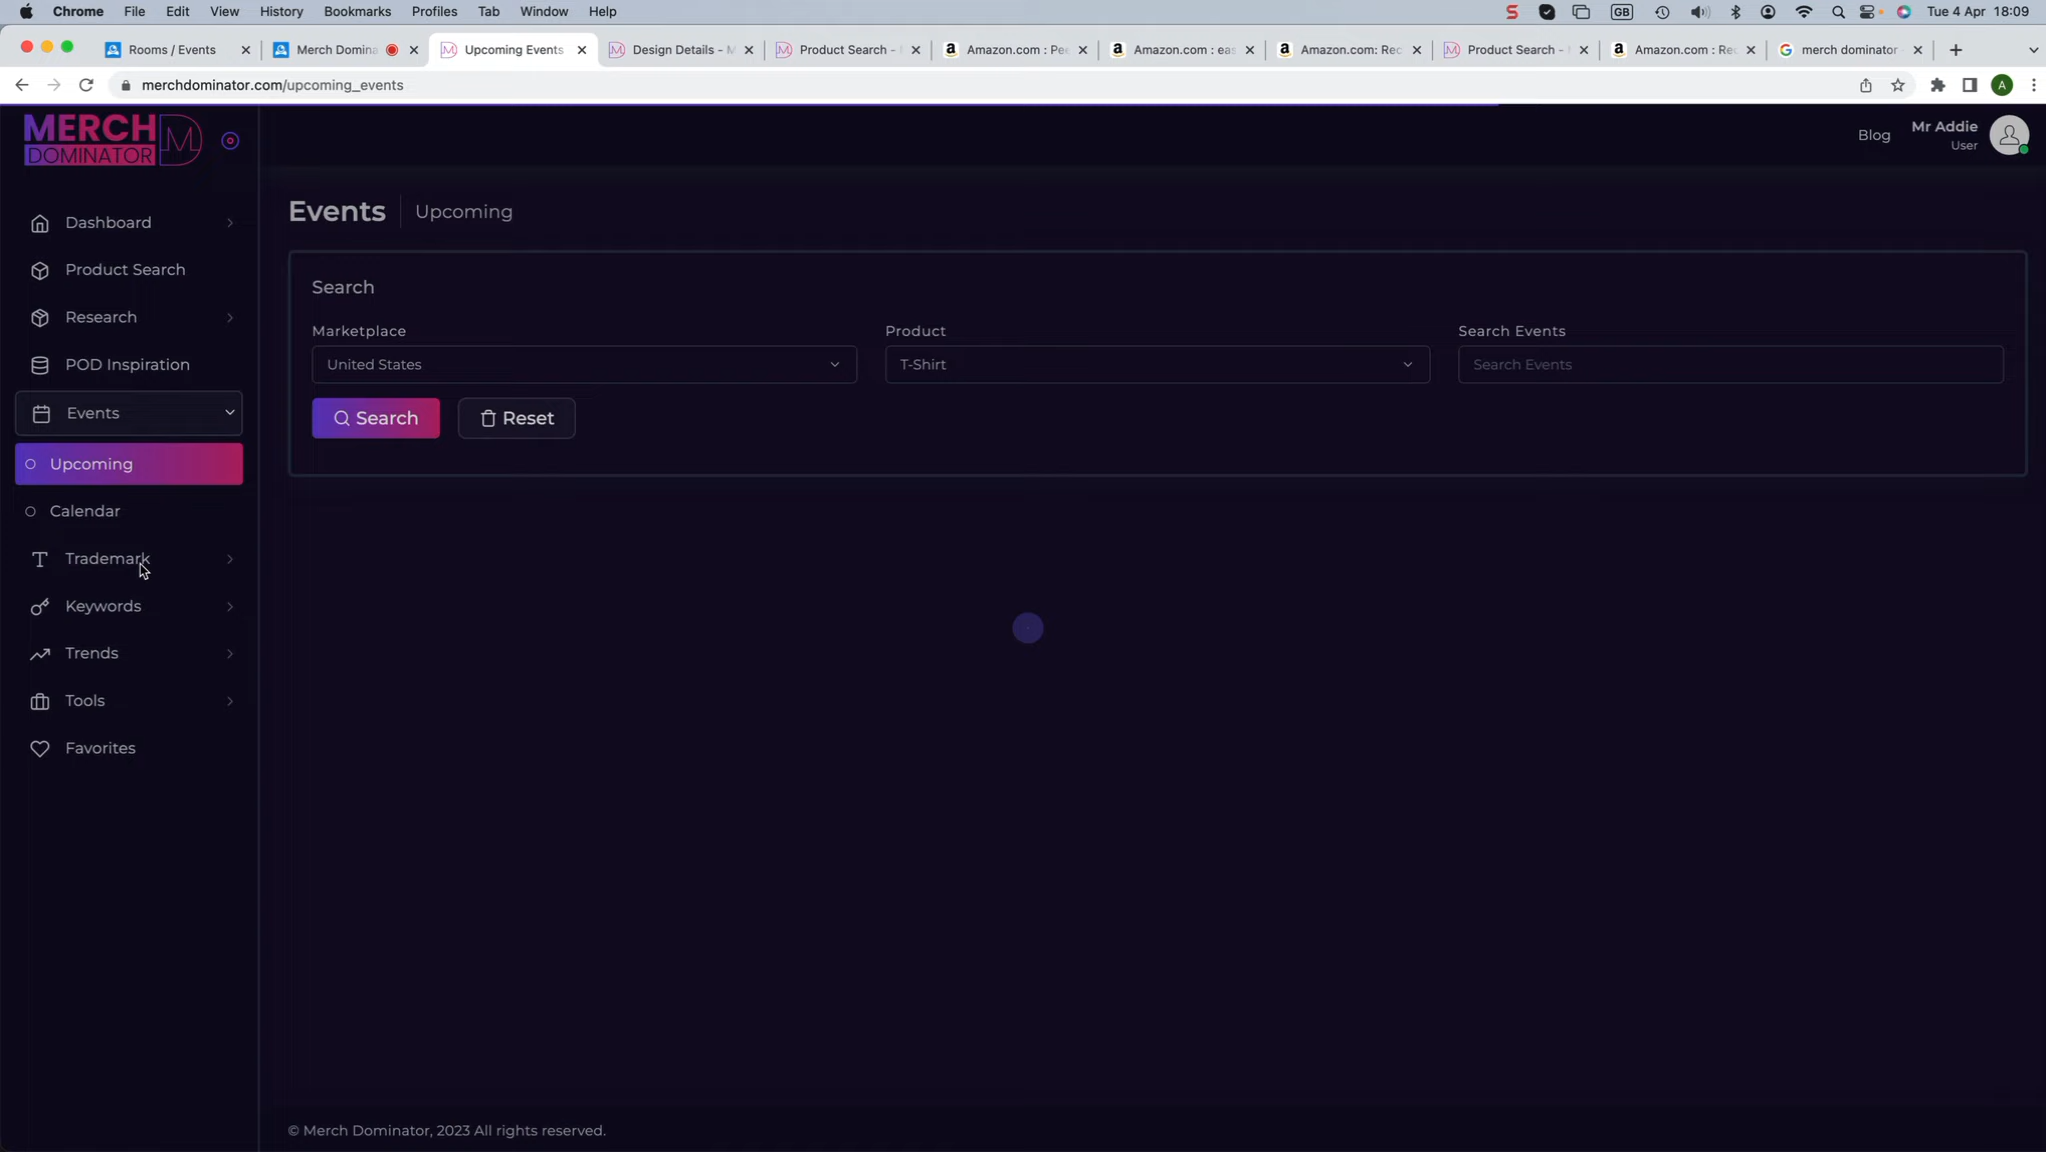 Chrome File Edit View History Bookmarks Profiles Tab Window Help
S GB Tue 4 Apr 18:09
Rooms / Events
Merch Domina
Upcoming Events
Design Details - M
Product Search -
Amazon.com : Pe
Amazon.com : eas
Amazon.com: Rec
Product Search -
Amazon.com : Rec
merch dominator
merchdominator.com/upcoming_events
A
MERCH
DOMINATOR
Blog
Mr Addie
User
Events
Upcoming
Dashboard
Product Search
Research
POD Inspiration
Events
Upcoming
Calendar
Trademark
Keywords
Trends
Tools
Favorites
Search
Marketplace
Product
Search Events
United States
T-Shirt
Search Events
Search
Reset
© Merch Dominator, 2023 All rights reserved.